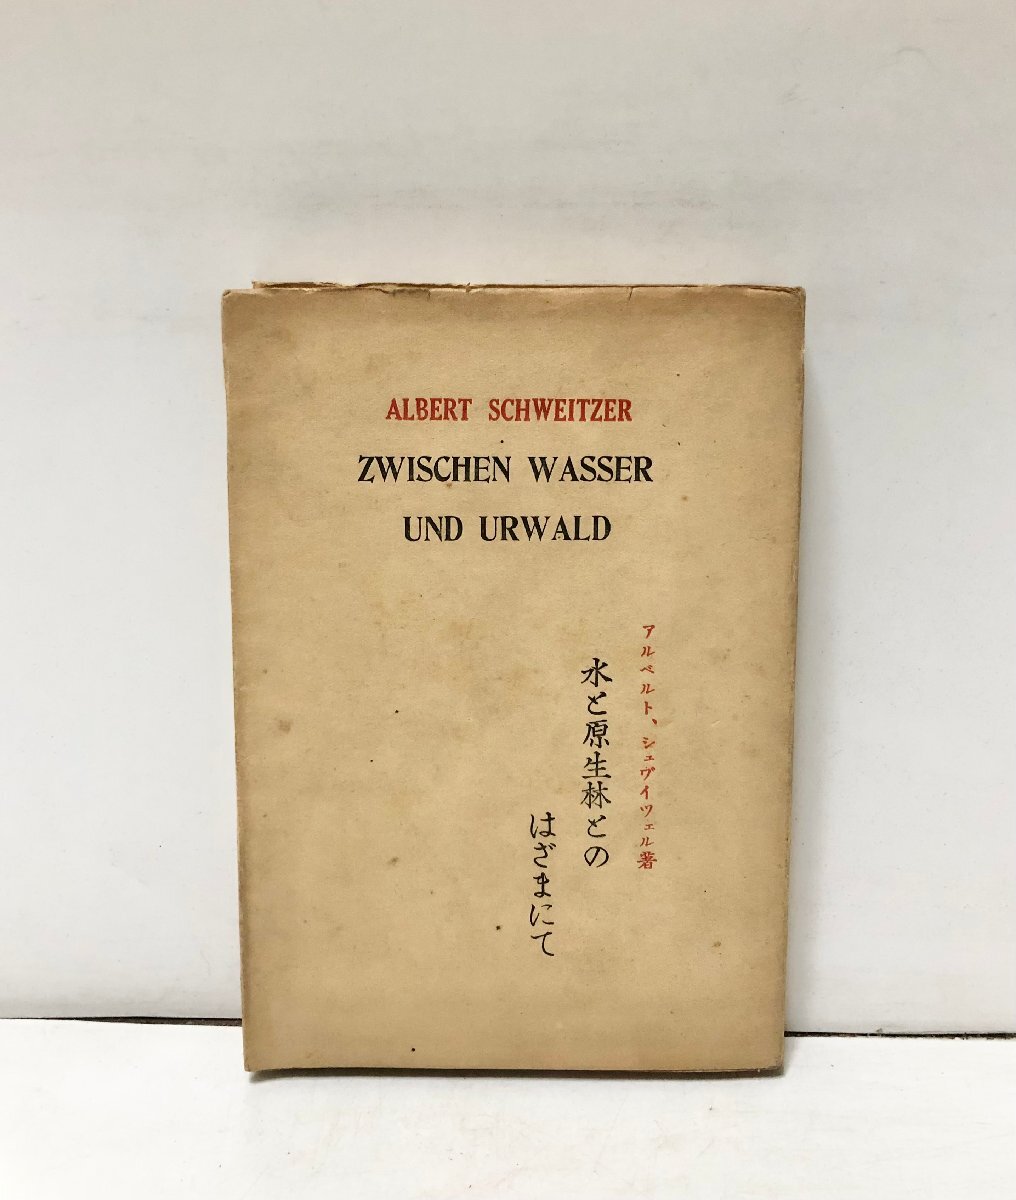 ALBERT SCHWEITZER
ZWISCHEN WASSER
UND URWALD
アルベルト、シュヴイツェル著
水と原生林との
はざまにて